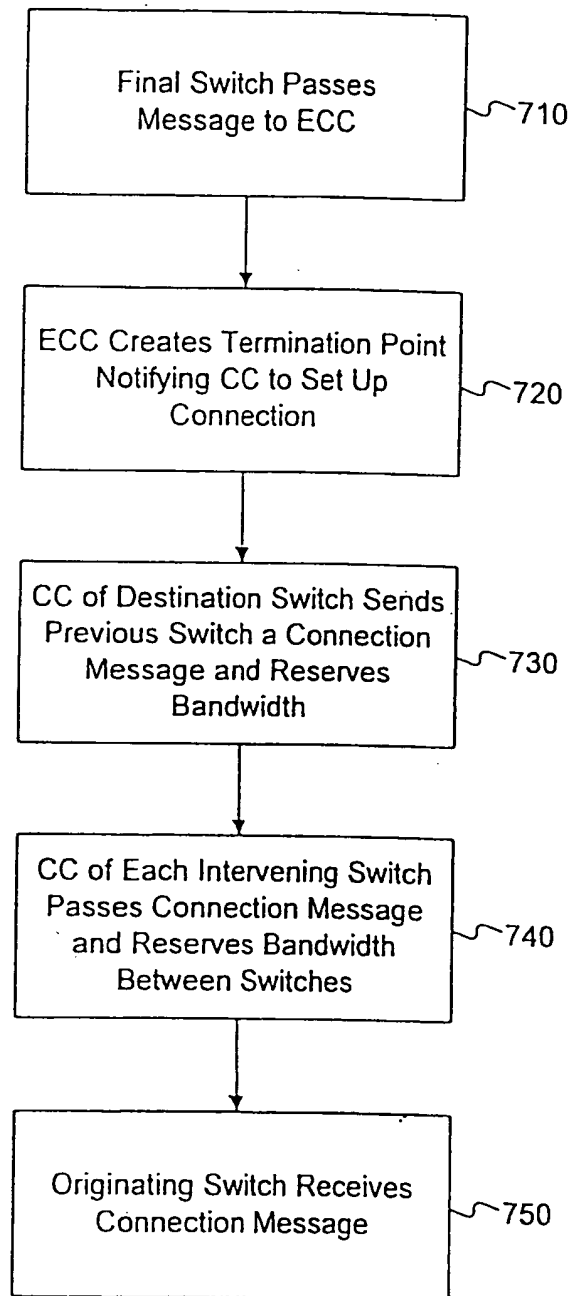 Final Switch Passes
Message to ECC
710
ECC Creates Termination Point
Notifying CC to Set Up
Connection
720
CC of Destination Switch Sends
Previous Switch a Connection
Message and Reserves
Bandwidth
730
CC of Each Intervening Switch
Passes Connection Message
and Reserves Bandwidth
Between Switches
740
Originating Switch Receives
Connection Message
750